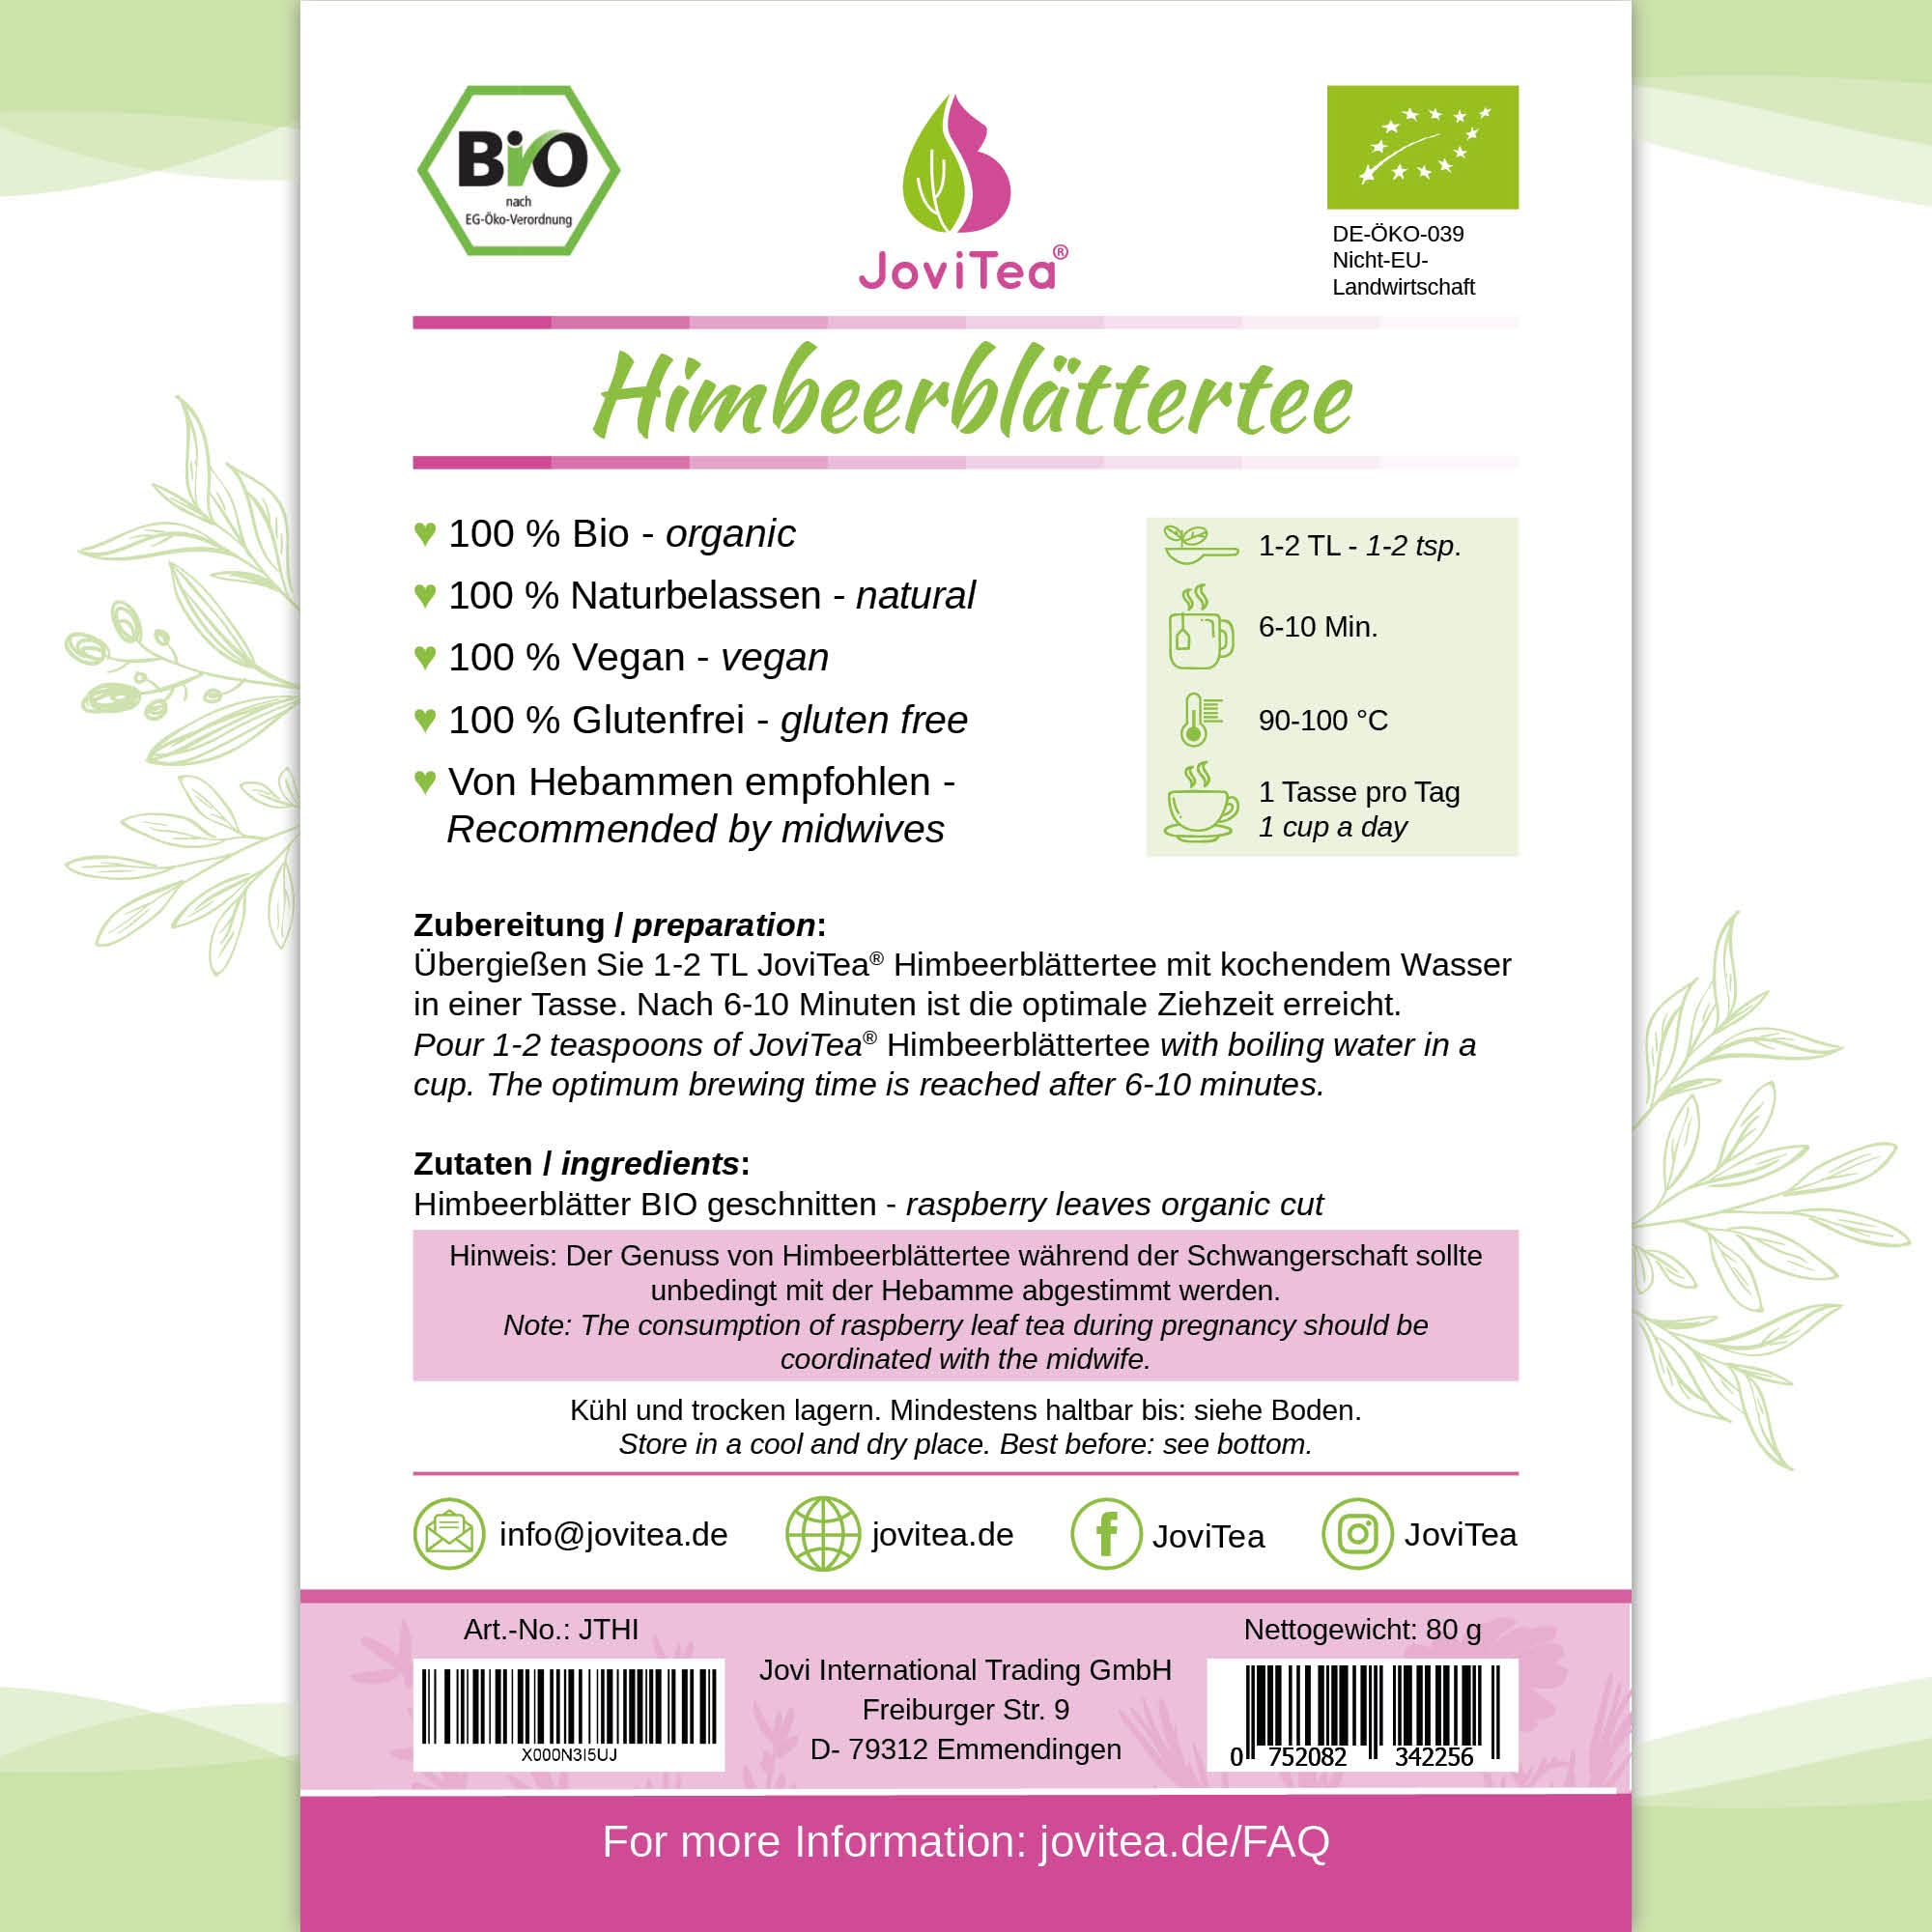 BiO
nach
EG-Öko-Verordnung
JoviTea®
DE-ÖKO-039
Nicht-EU-
Landwirtschaft
Himbeerblättertee
♥ 100 % Bio - organic
♥ 100 % Naturbelassen - natural
♥ 100 % Vegan - vegan
♥ 100 % Glutenfrei - gluten free
♥ Von Hebammen empfohlen -
Recommended by midwives
1-2 TL - 1-2 tsp.
6-10 Min.
90-100 °C
1 Tasse pro Tag
1 cup a day
Zubereitung / preparation:
Übergießen Sie 1-2 TL JoviTea® Himbeerblättertee mit kochendem Wasser
in einer Tasse. Nach 6-10 Minuten ist die optimale Ziehzeit erreicht.
Pour 1-2 teaspoons of JoviTea® Himbeerblättertee with boiling water in a
cup. The optimum brewing time is reached after 6-10 minutes.
Zutaten / ingredients:
Himbeerblätter BIO geschnitten - raspberry leaves organic cut
Hinweis: Der Genuss von Himbeerblättertee während der Schwangerschaft sollte
unbedingt mit der Hebamme abgestimmt werden.
Note: The consumption of raspberry leaf tea during pregnancy should be
coordinated with the midwife.
Kühl und trocken lagern. Mindestens haltbar bis: siehe Boden.
Store in a cool and dry place. Best before: see bottom.
info@jovitea.de
jovitea.de
JoviTea
JoviTea
Art.-No.: JTHI
X000N3I5UJ
Jovi International Trading GmbH
Freiburger Str. 9
D- 79312 Emmendingen
Nettogewicht: 80 g
0 752082 342256
For more Information: jovitea.de/FAQ